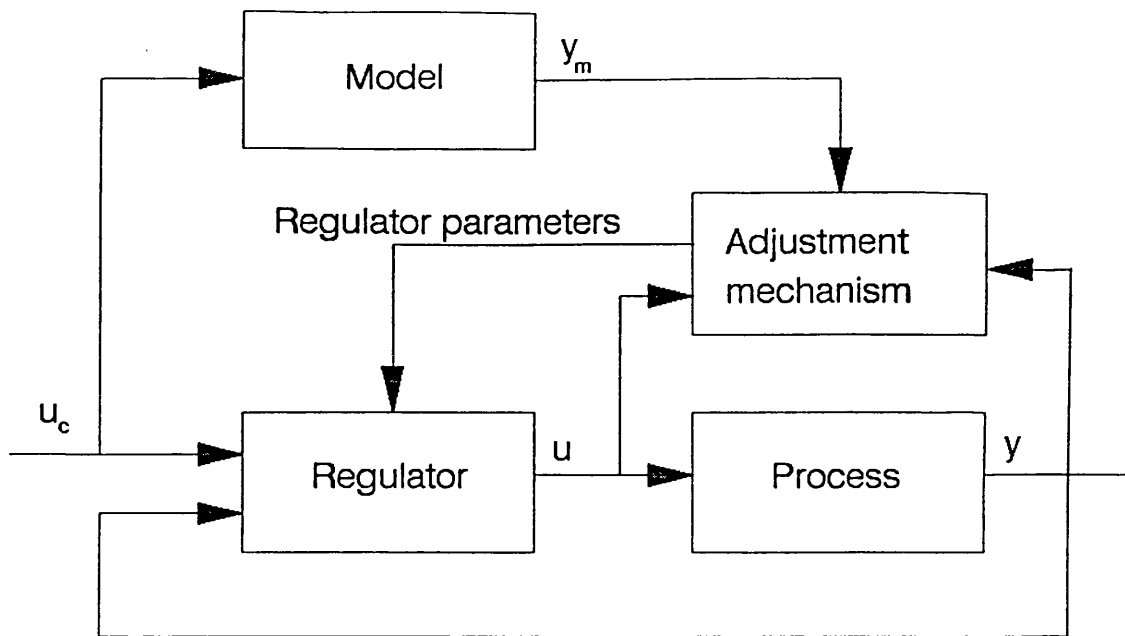 Model
y_m
Regulator parameters
Adjustment
mechanism
u_c
Regulator
u
Process
y